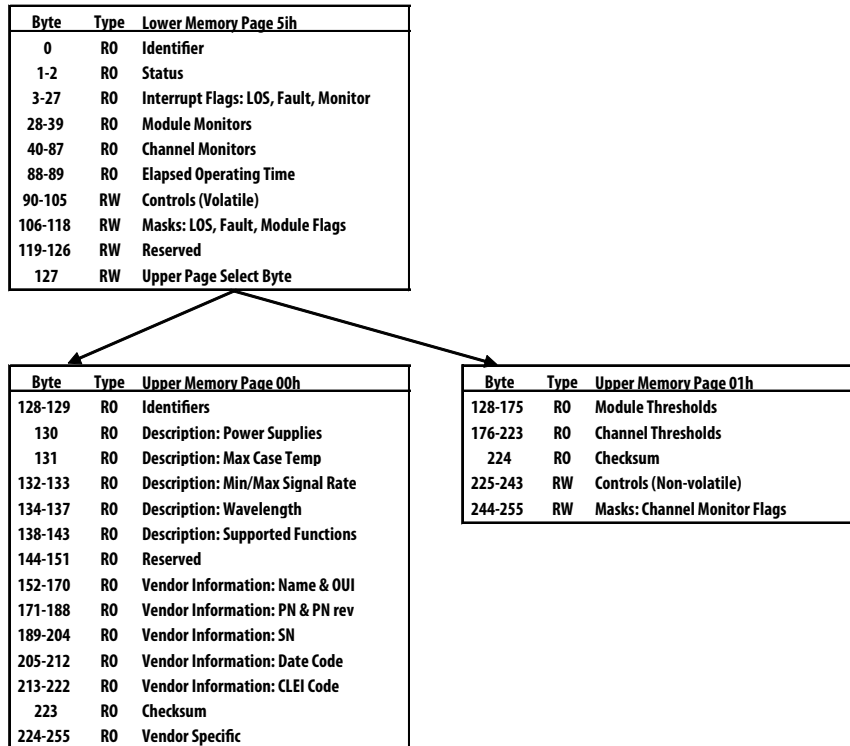 Byte Type Lower Memory Page 5ih
0 RO Identifier
1-2 RO Status
3-27 RO Interrupt Flags: LOS, Fault, Monitor
28-39 RO Module Monitors
40-87 RO Channel Monitors
88-89 RO Elapsed Operating Time
90-105 RW Controls (Volatile)
106-118 RW Masks: LOS, Fault, Module Flags
119-126 RW Reserved
127 RW Upper Page Select Byte
Byte Type Upper Memory Page 00h
128-129 RO Identifiers
130 RO Description: Power Supplies
131 RO Description: Max Case Temp
132-133 RO Description: Min/Max Signal Rate
134-137 RO Description: Wavelength
138-143 RO Description: Supported Functions
144-151 RO Reserved
152-170 RO Vendor Information: Name & OUI
171-188 RO Vendor Information: PN & PN rev
189-204 RO Vendor Information: SN
205-212 RO Vendor Information: Date Code
213-222 RO Vendor Information: CLEI Code
223 RO Checksum
224-255 RO Vendor Specific
Byte Type Upper Memory Page 01h
128-175 RO Module Thresholds
176-223 RO Channel Thresholds
224 RO Checksum
225-243 RW Controls (Non-volatile)
244-255 RW Masks: Channel Monitor Flags